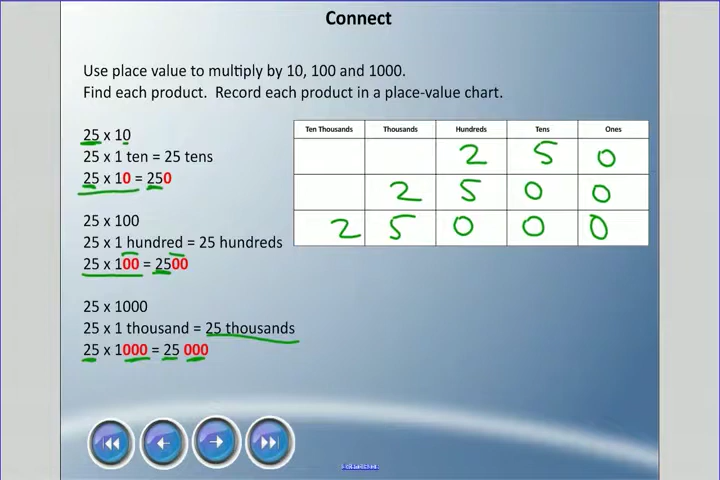 Connect
Use place value to multiply by 10, 100 and 1000.
Find each product. Record each product in a place-value chart.
25 x 10
25 x 1 ten = 25 tens
25 x 10 = 250
25 x 100
25 x 1 hundred = 25 hundreds
25 x 100 = 2500
25 x 1000
25 x 1 thousand = 25 thousands
25 x 1000 = 25 000
Ten Thousands Thousands Hundreds Tens Ones
2 5 0
2 5 0 0
2 5 0 0 0